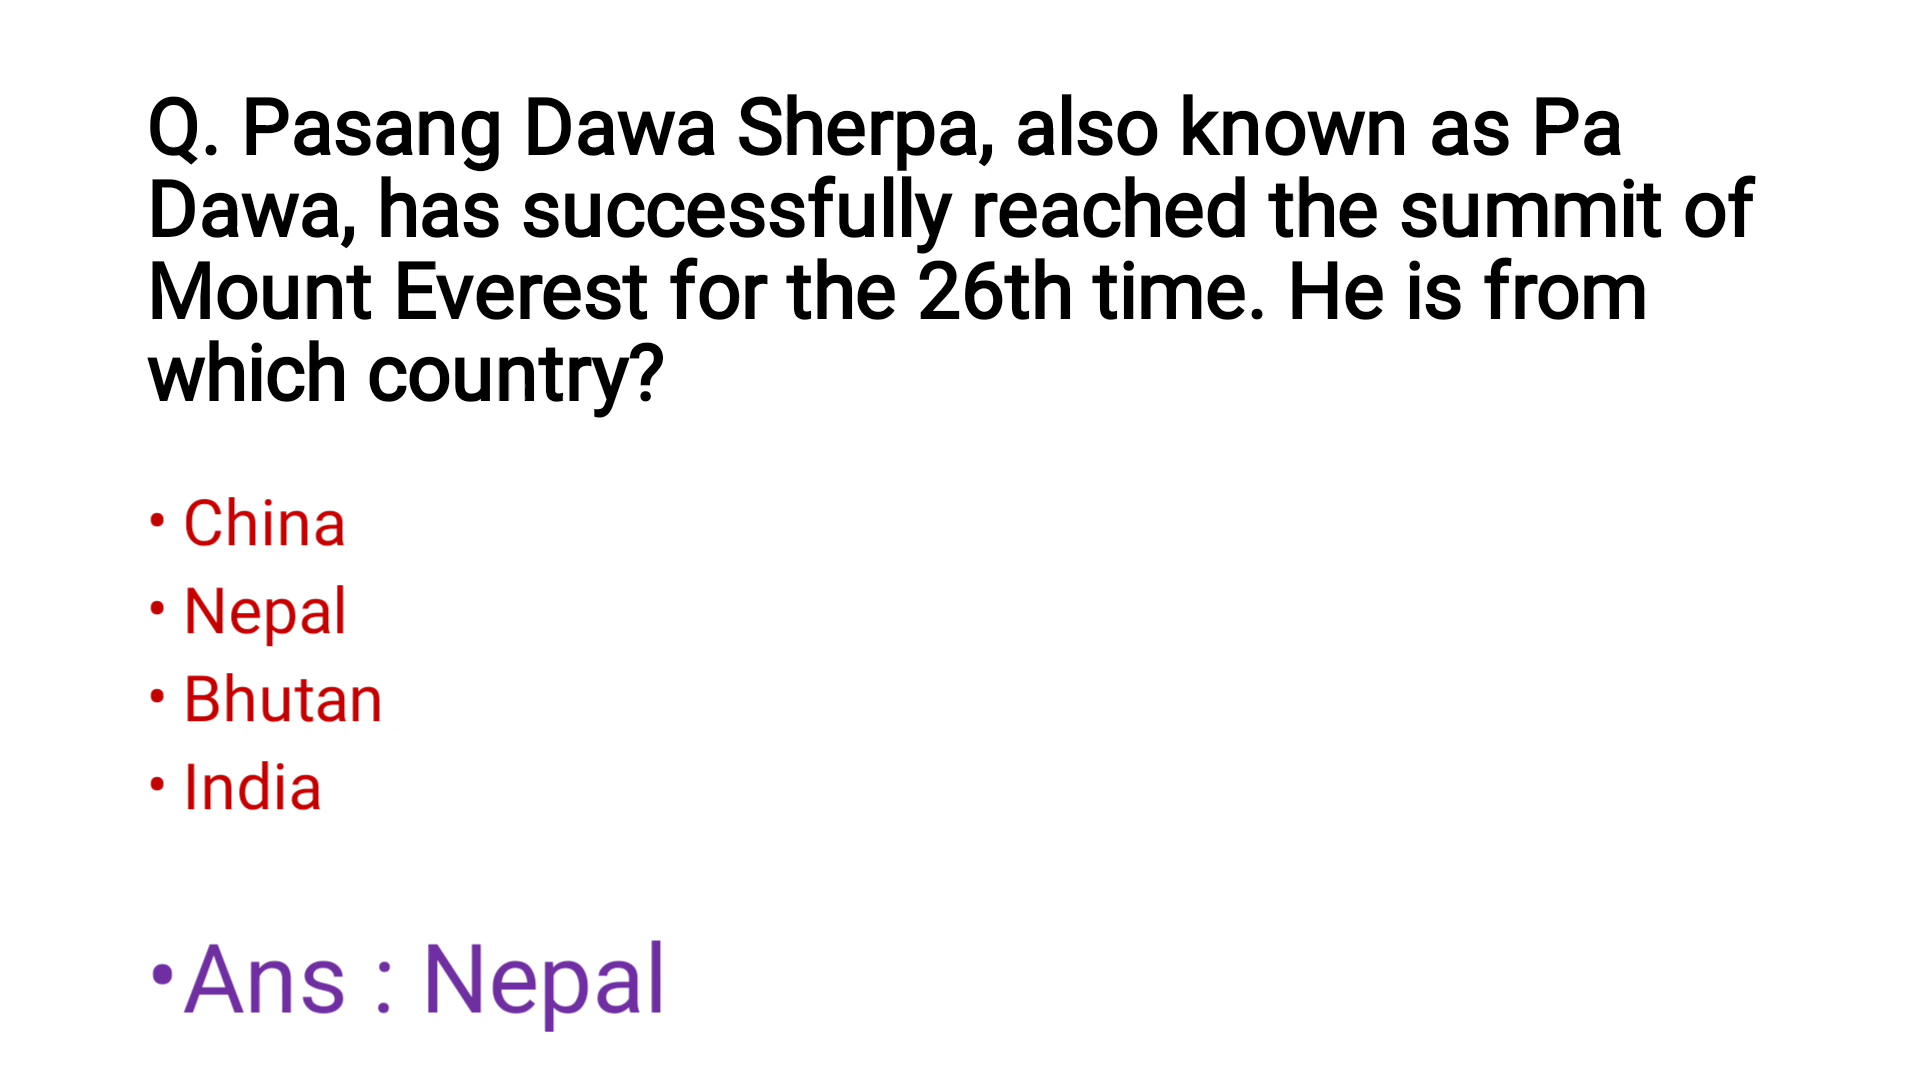 Q. Pasang Dawa Sherpa, also known as Pa
Dawa, has successfully reached the summit of
Mount Everest for the 26th time. He is from
which country?
• China
• Nepal
• Bhutan
• India
•Ans : Nepal